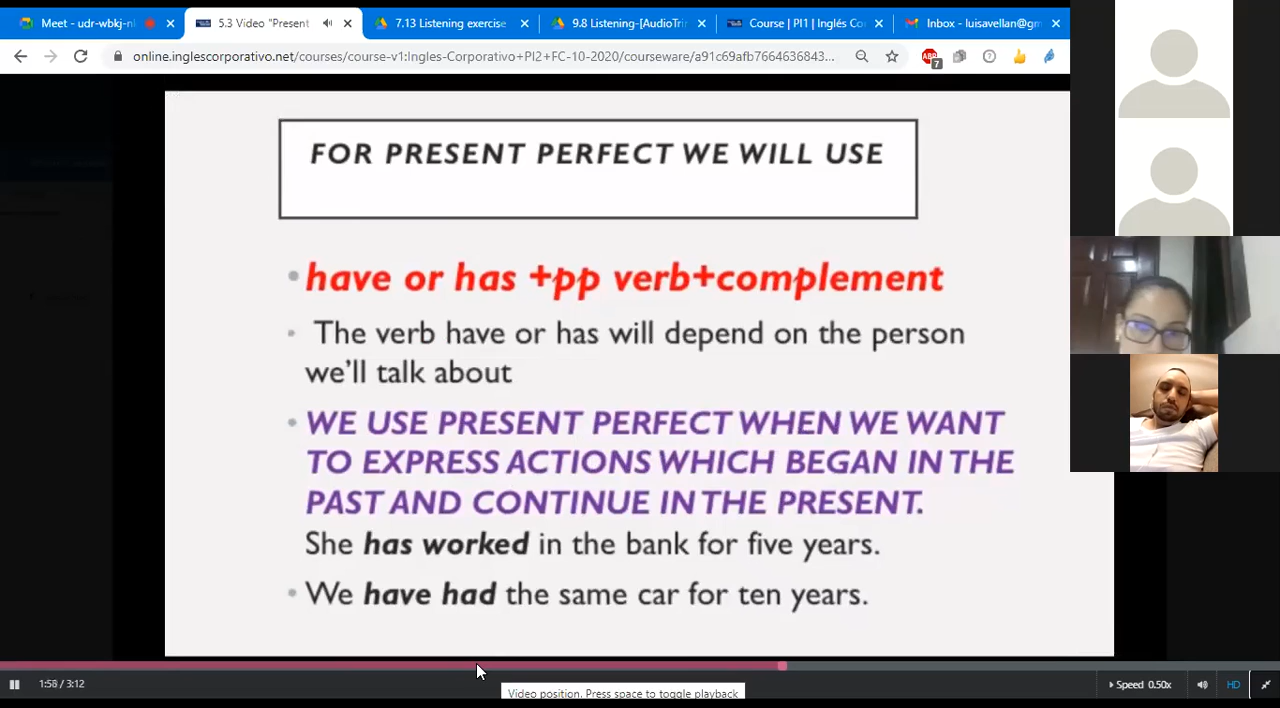 Meet - udr-wbkj-nl
5.3 Video "Present
7.13 Listening exercise
9.8 Listening-[AudioTri
Course | PI1 | Inglés Co
Inbox - luisavellan@gm
online.inglescorporativo.net/courses/course-v1:Ingles-Corporativo+PI2+FC-10-2020/courseware/a91c69afb7664636843...
7
FOR PRESENT PERFECT WE WILL USE
have or has +pp verb+complement
The verb have or has will depend on the person
we'll talk about
WE USE PRESENT PERFECT WHEN WE WANT
TO EXPRESS ACTIONS WHICH BEGAN IN THE
PAST AND CONTINUE IN THE PRESENT.
She has worked in the bank for five years.
We have had the same car for ten years.
1:58 / 3:12
Video position. Press space to toggle playback
Speed 0.50x
HD